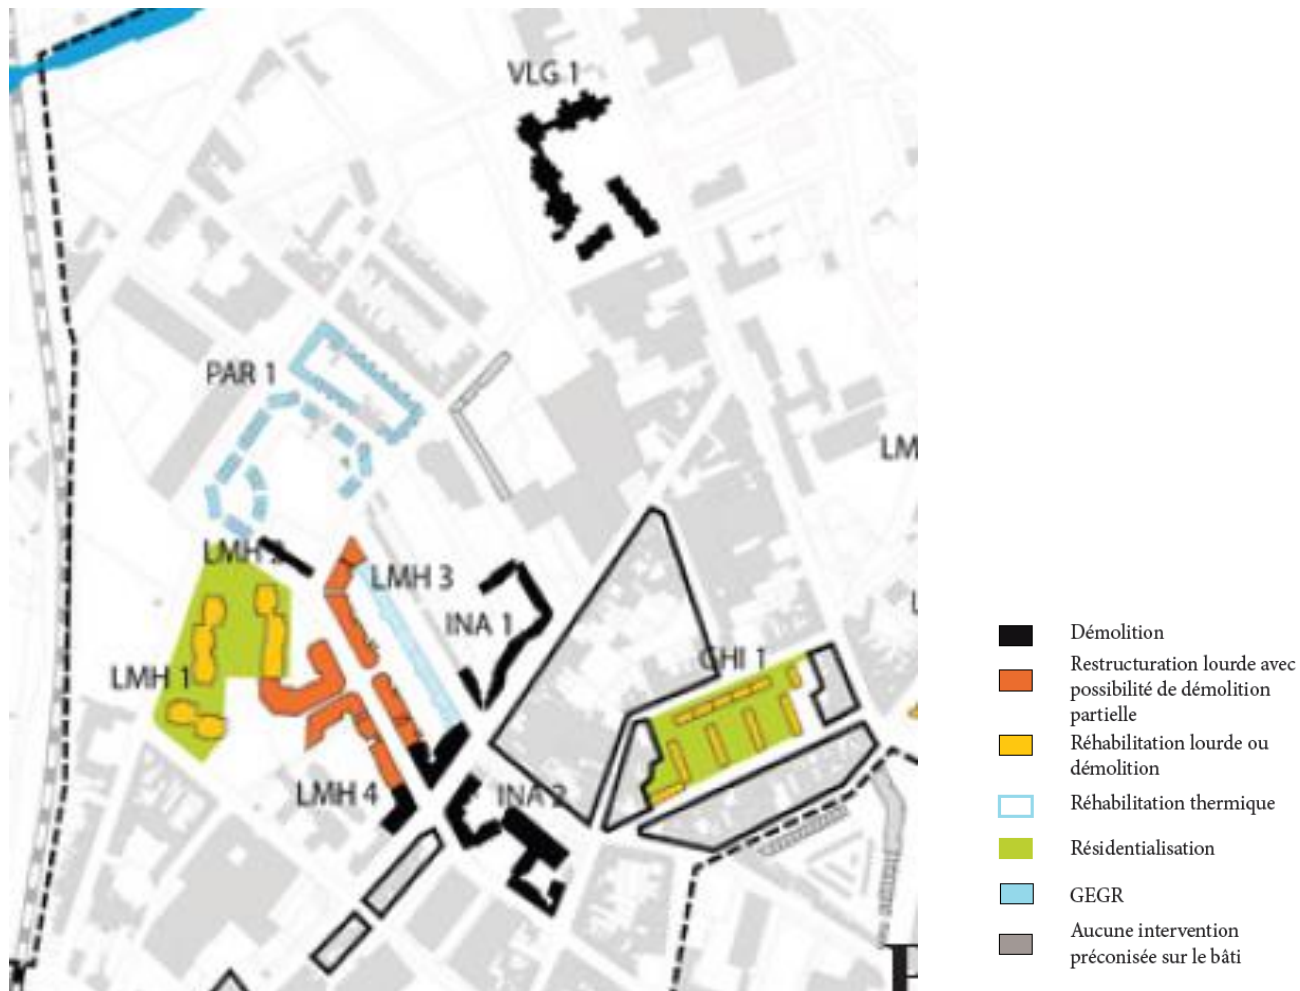 VLG 1
PAR 1
LM
LMH 2
LMH 3
INA 1
CHI 1
LMH 1
LMH 4
INA 2
Démolition
Restructuration lourde avec
possibilité de démolition
partielle
Réhabilitation lourde ou
démolition
Réhabilitation thermique
Résidentialisation
GEGR
Aucune intervention
préconisée sur le bâti